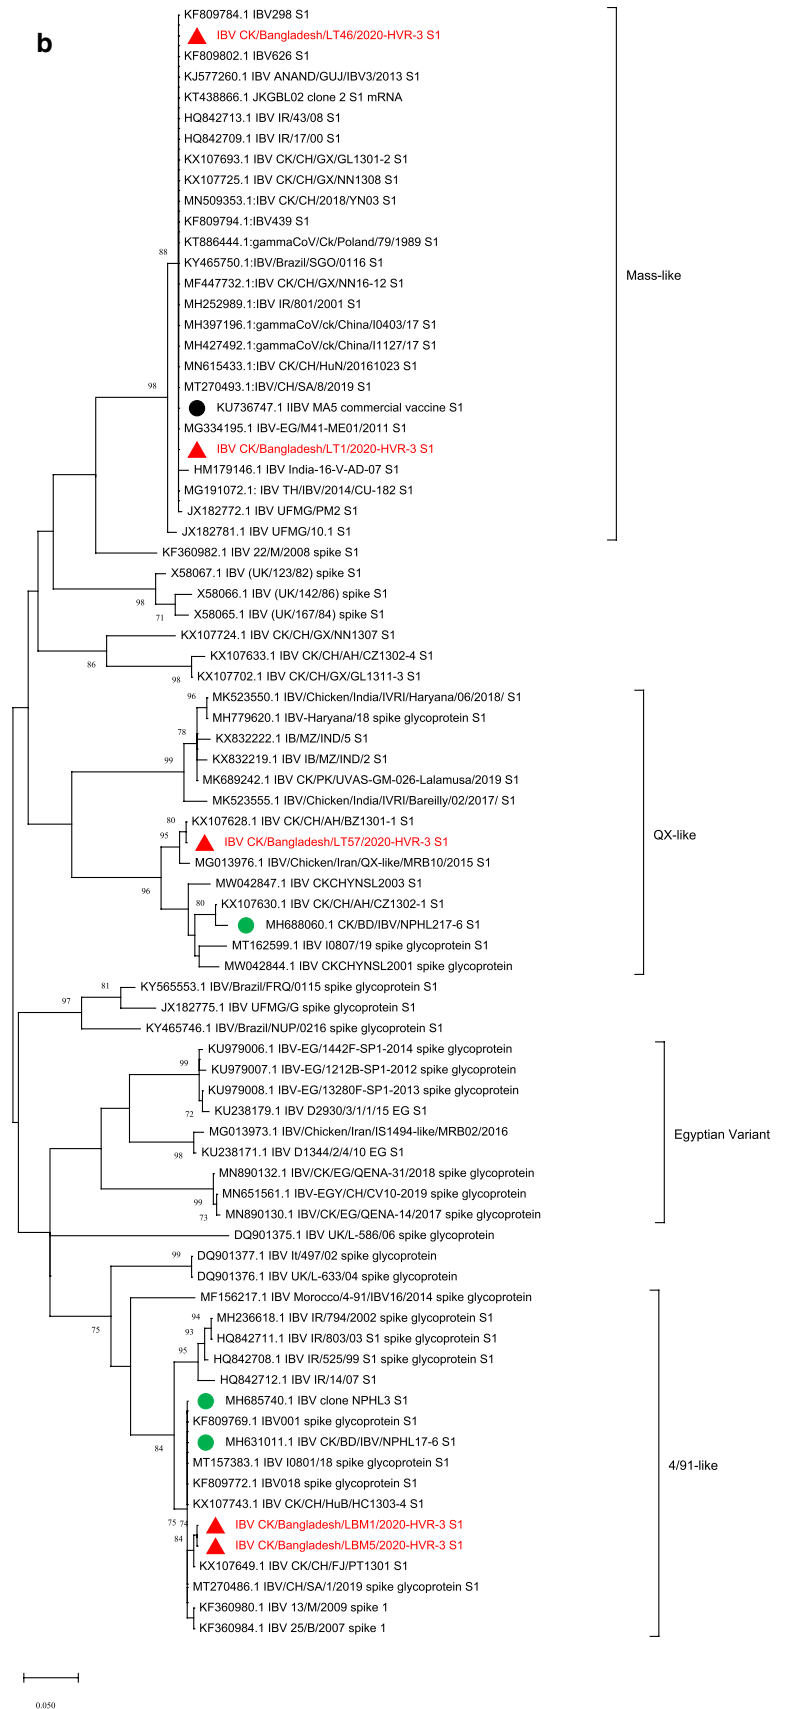 b
KF809784.1 IBV298 S1
IBV CK/Bangladesh/LT46/2020-HVR-3 S1
KF809802.1 IBV626 S1
KJ577260.1 IBV ANAND/GUJ/IBV3/2013 S1
KT438866.1 JKGBL02 clone 2 S1 mRNA
HQ842713.1 IBV IR/43/08 S1
HQ842709.1 IBV IR/17/00 S1
KX107693.1 IBV CK/CH/GX/GL1301-2 S1
KX107725.1 IBV CK/CH/GX/NN1308 S1
MN509353.1 IBV CK/CH/2018/YN03 S1
KF809794.1:IBV439 S1
KT886444.1:gammaCoV/Ck/Poland/79/1989 S1
88
KY465750.1:IBV/Brazil/SGO/0116 S1
Mass-like
MF447732.1: IBV CK/CH/GX/NN16-12 S1
MH252989.1:IBV IR/801/2001 S1
MH397196.1:gammaCoV/ck/China/I0403/17 S1
MH427492.1:gammaCoV/ck/China/I1127/17 S1
MN615433.1:IBV CK/CH/HuN/20161023 S1
98
MT270493.1:IBV/CH/SA/8/2019 S1
KU736747.1 IIBV MA5 commercial vaccine S1
MG334195.1 IBV-EG/M41-ME01/2011 S1
IBV CK/Bangladesh/LT1/2020-HVR-3 S1
HM179146.1 IBV India-16-V-AD-07 S1
MG191072.1: IBV TH/IBV/2014/CU-182 S1
JX182772.1 IBV UFMG/PM2 S1
JX182781.1 IBV UFMG/10.1 S1
KF360982.1 IBV 22/M/2008 spike S1
X58067.1 IBV (UK/123/82) spike S1
98
X58066.1 IBV (UK/142/86) spike S1
71
X58065.1 IBV (UK/167/84) spike S1
KX107724.1 IBV CK/CH/GX/NN1307 S1
86
KX107633.1 IBV CK/CH/AH/CZ1302-4 S1
98
KX107702.1 IBV CK/CH/GX/GL1311-3 S1
96
MK523550.1 IBV/Chicken/India/IVRI/Haryana/06/2018/ S1
MH779620.1 IBV-Haryana/18 spike glycoprotein S1
78
KX832222.1 IB/MZ/IND/5 S1
99
KX832219.1 IBV IB/MZ/IND/2 S1
MK689242.1 IBV CK/PK/UVAS-GM-026-Lalamusa/2019 S1
MK523555.1 IBV/Chicken/India/IVRI/Bareilly/02/2017/ S1
80
KX107628.1 IBV CK/CH/AH/BZ1301-1 S1
QX-like
95
IBV CK/Bangladesh/LT57/2020-HVR-3 S1
MG013976.1 IBV/Chicken/Iran/QX-like/MRB10/2015 S1
96
MW042847.1 IBV CKCHYNSL2003 S1
80
KX107630.1 IBV CK/CH/AH/CZ1302-1 S1
MH688060.1 CK/BD/IBV/NPHL217-6 S1
MT162599.1 IBV I0807/19 spike glycoprotein S1
MW042844.1 IBV CKCHYNSL2001 spike glycoprotein
81
KY565553.1 IBV/Brazil/FRQ/0115 spike glycoprotein S1
97
JX182775.1 IBV UFMG/G spike glycoprotein S1
KY465746.1 IBV/Brazil/NUP/0216 spike glycoprotein S1
KU979006.1 IBV-EG/1442F-SP1-2014 spike glycoprotein
99
KU979007.1 IBV-EG/1212B-SP1-2012 spike glycoprotein
KU979008.1 IBV-EG/13280F-SP1-2013 spike glycoprotein
72
KU238179.1 IBV D2930/3/1/1/15 EG S1
MG013973.1 IBV/Chicken/Iran/IS1494-like/MRB02/2016
Egyptian Variant
98
KU238171.1 IBV D1344/2/4/10 EG S1
MN890132.1 IBV/CK/EG/QENA-31/2018 spike glycoprotein
99
MN651561.1 IBV-EGY/CH/CV10-2019 spike glycoprotein
73
MN890130.1 IBV/CK/EG/QENA-14/2017 spike glycoprotein
DQ901375.1 IBV UK/L-586/06 spike glycoprotein
99
DQ901377.1 IBV It/497/02 spike glycoprotein
DQ901376.1 IBV UK/L-633/04 spike glycoprotein
MF156217.1 IBV Morocco/4-91/IBV16/2014 spike glycoprotein
94
MH236618.1 IBV IR/794/2002 spike glycoprotein S1
75
93
HQ842711.1 IBV IR/803/03 S1 spike glycoprotein S1
95
HQ842708.1 IBV IR/525/99 S1 spike glycoprotein S1
HQ842712.1 IBV IR/14/07 S1
MH685740.1 IBV clone NPHL3 S1
KF809769.1 IBV001 spike glycoprotein S1
84
MH631011.1 IBV CK/BD/IBV/NPHL17-6 S1
MT157383.1 IBV I0801/18 spike glycoprotein S1
4/91-like
KF809772.1 IBV018 spike glycoprotein S1
KX107743.1 IBV CK/CH/HuB/HC1303-4 S1
75
74
IBV CK/Bangladesh/LBM1/2020-HVR-3 S1
84
IBV CK/Bangladesh/LBM5/2020-HVR-3 S1
KX107649.1 IBV CK/CH/FJ/PT1301 S1
MT270486.1 IBV/CH/SA/1/2019 spike glycoprotein S1
KF360980.1 IBV 13/M/2009 spike 1
KF360984.1 IBV 25/B/2007 spike 1
0.050